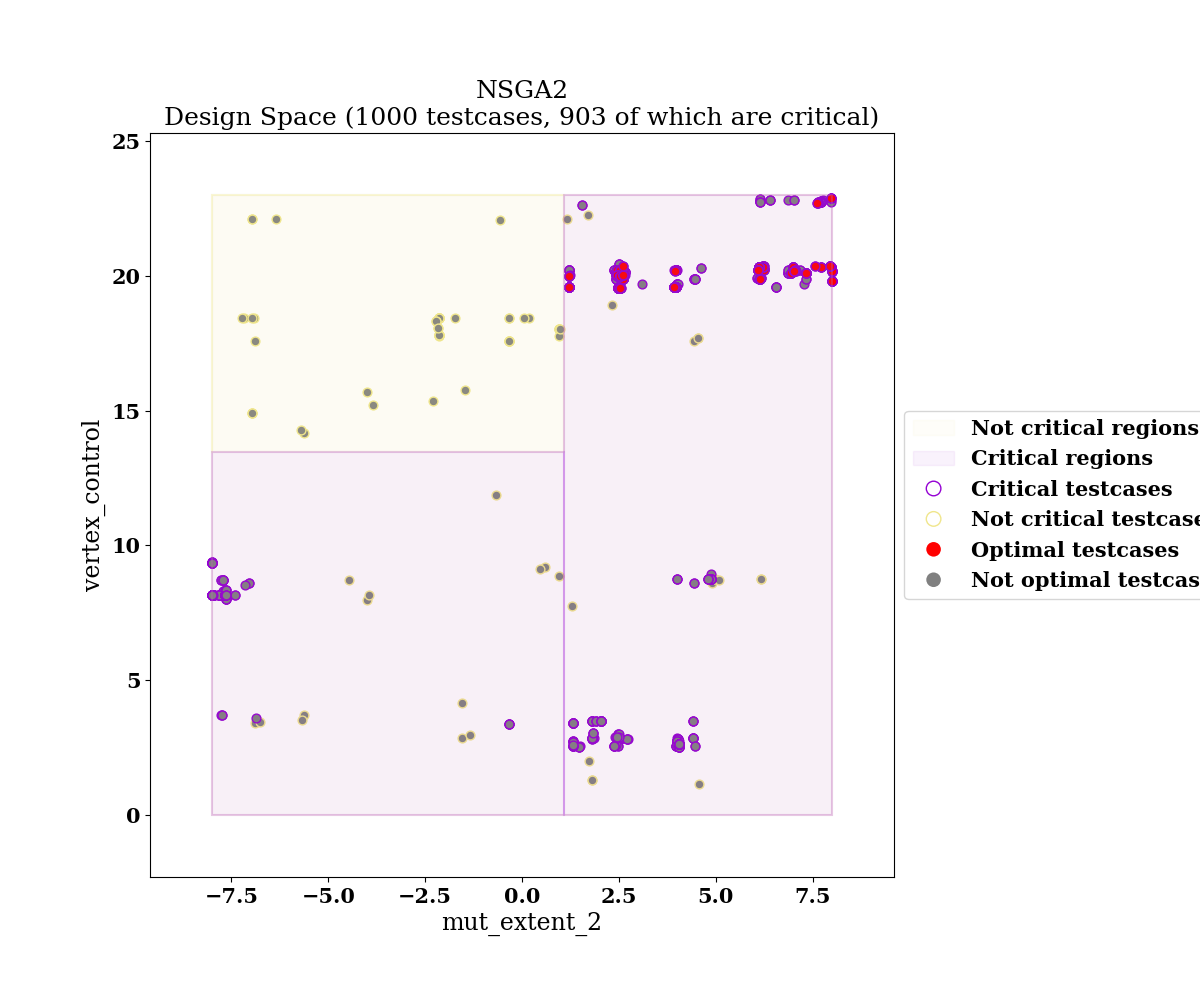 NSGA2
Design Space (1000 testcases, 903 of which are critical)
25
20
15
10
5
0
vertex_control
−7.5 −5.0 −2.5 0.0 2.5 5.0 7.5
mut_extent_2
Not critical regions
Critical regions
Critical testcases
Not critical testcase
Optimal testcases
Not optimal testcas